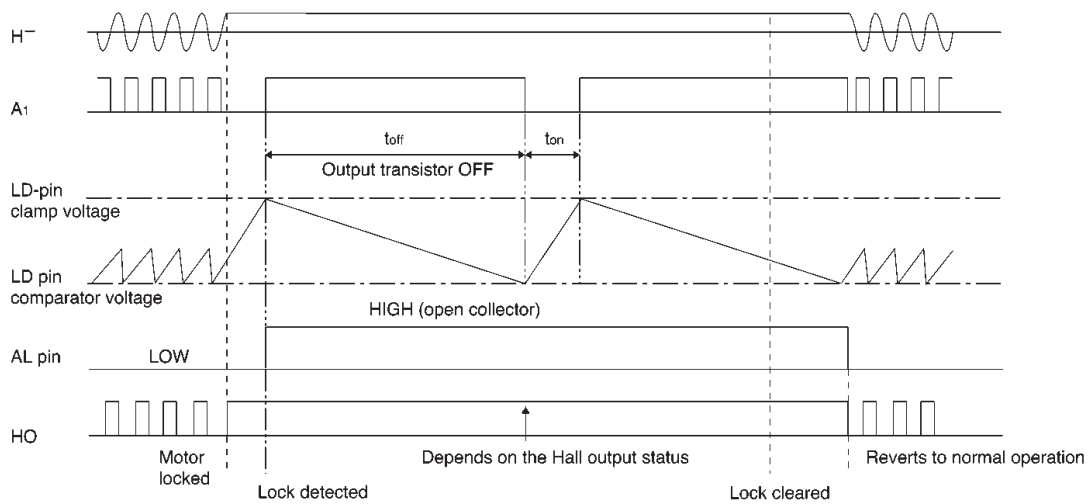 H−
A1
toff
ton
Output transistor OFF
LD-pin
clamp voltage
LD pin
comparator voltage
HIGH (open collector)
AL pin
LOW
HO
Motor
locked
Depends on the Hall output status
Reverts to normal operation
Lock detected
Lock cleared